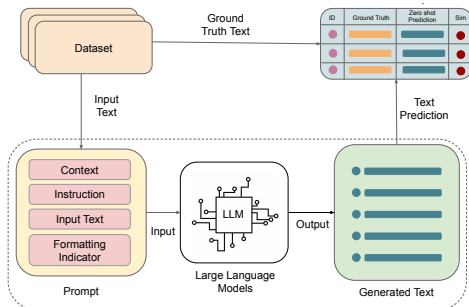 Dataset
Ground
Truth Text
ID
Ground Truth
Zero shot
Prediction
Sim
Input
Text
Text
Prediction
Context
Instruction
Input Text
Formatting
Indicator
Prompt
Input
LLM
Large Language
Models
Output
Generated Text